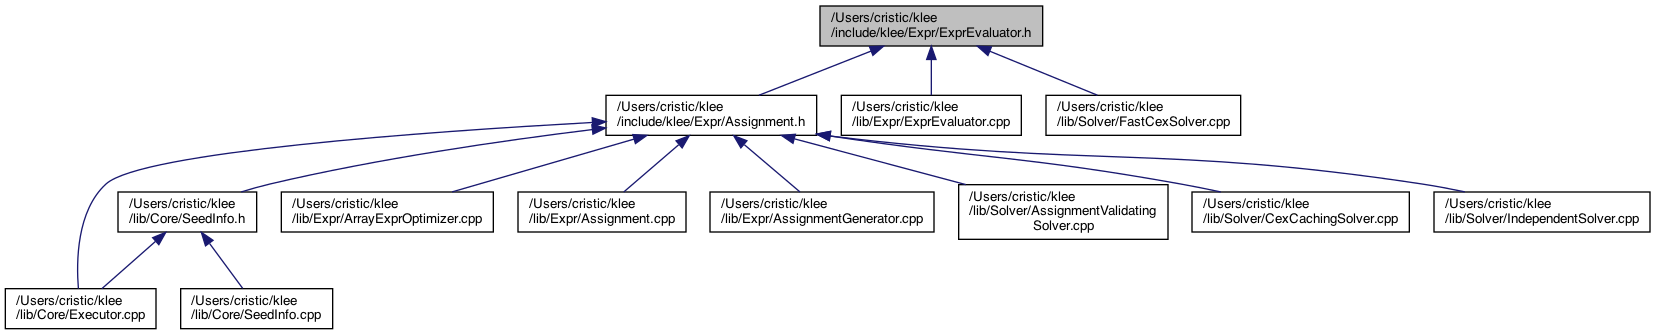 /Users/cristic/klee
/include/klee/Expr/ExprEvaluator.h
/Users/cristic/klee
/include/klee/Expr/Assignment.h
/Users/cristic/klee
/lib/Expr/ExprEvaluator.cpp
/Users/cristic/klee
/lib/Solver/FastCexSolver.cpp
/Users/cristic/klee
/lib/Core/SeedInfo.h
/Users/cristic/klee
/lib/Expr/ArrayExprOptimizer.cpp
/Users/cristic/klee
/lib/Expr/Assignment.cpp
/Users/cristic/klee
/lib/Expr/AssignmentGenerator.cpp
/Users/cristic/klee
/lib/Solver/AssignmentValidating
Solver.cpp
/Users/cristic/klee
/lib/Solver/CexCachingSolver.cpp
/Users/cristic/klee
/lib/Solver/IndependentSolver.cpp
/Users/cristic/klee
/lib/Core/Executor.cpp
/Users/cristic/klee
/lib/Core/SeedInfo.cpp